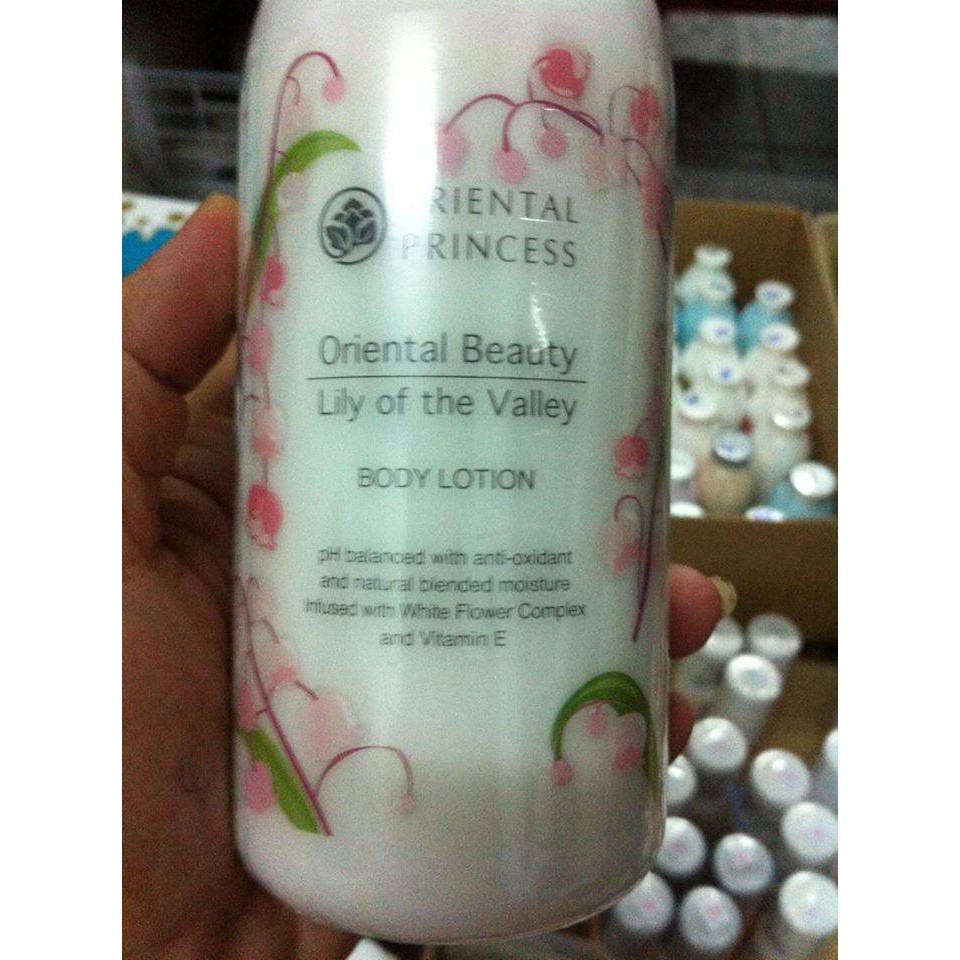 ORIENTAL
PRINCESS
Oriental Beauty
Lily of the Valley
BODY LOTION
pH balanced with anti-oxidant
and natural blended moisture
Infused with White Flower Complex
and Vitamin E